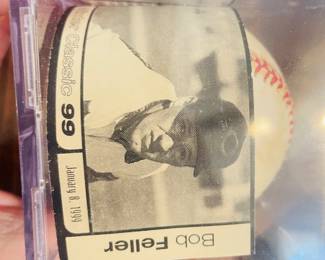 Classic 99
January 8, 1999
Bob Feller